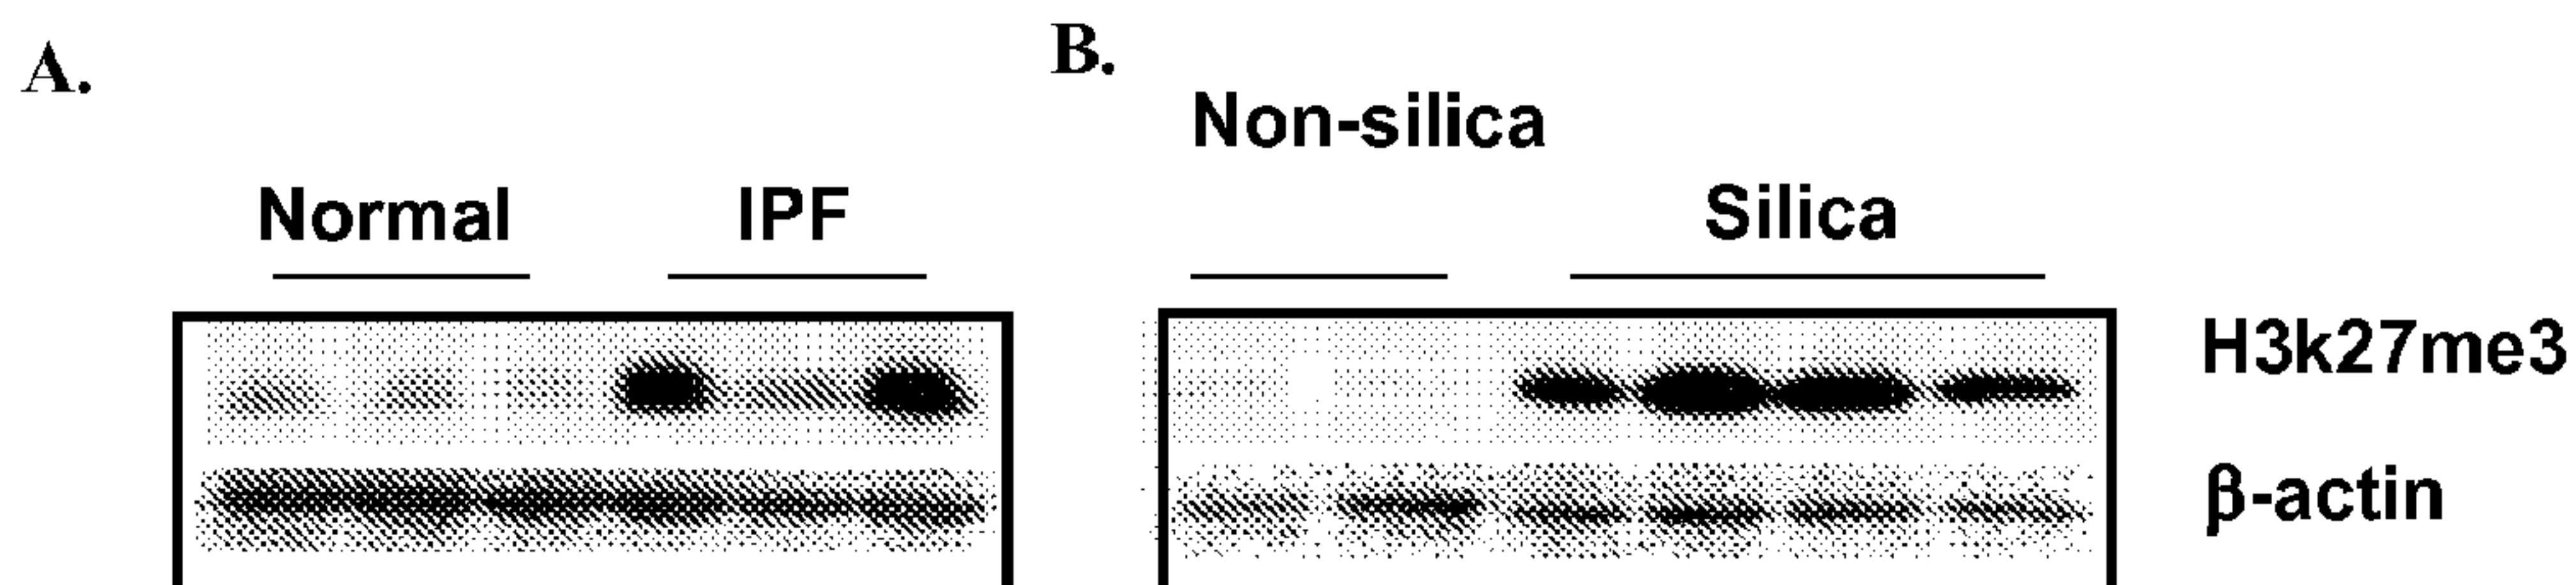 A.
Normal
IPF
B.
Non-silica
Silica
H3k27me3
β-actin